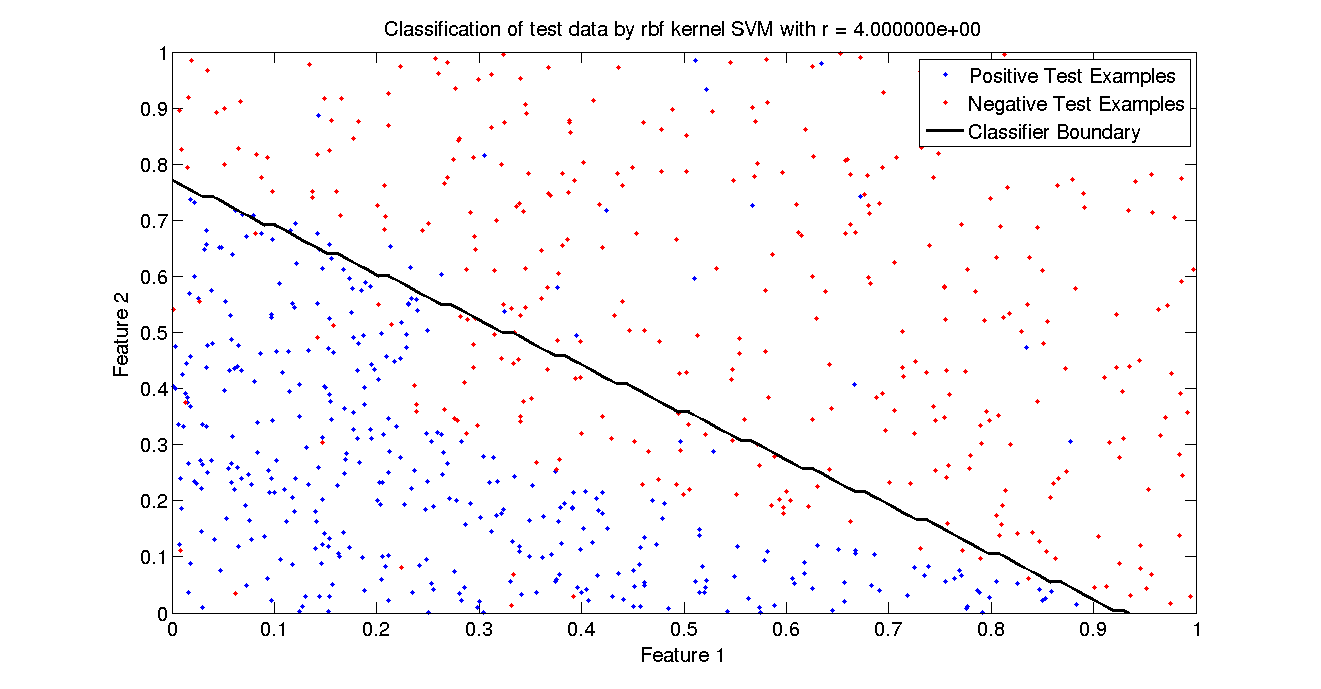 Classification of test data by rbf kernel SVM with r = 4.000000e+00
1
0.9
0.8
0.7
0.6
0.5
0.4
0.3
0.2
0.1
0
Feature 2
Positive Test Examples
Negative Test Examples
Classifier Boundary
0 0.1 0.2 0.3 0.4 0.5 0.6 0.7 0.8 0.9 1
Feature 1